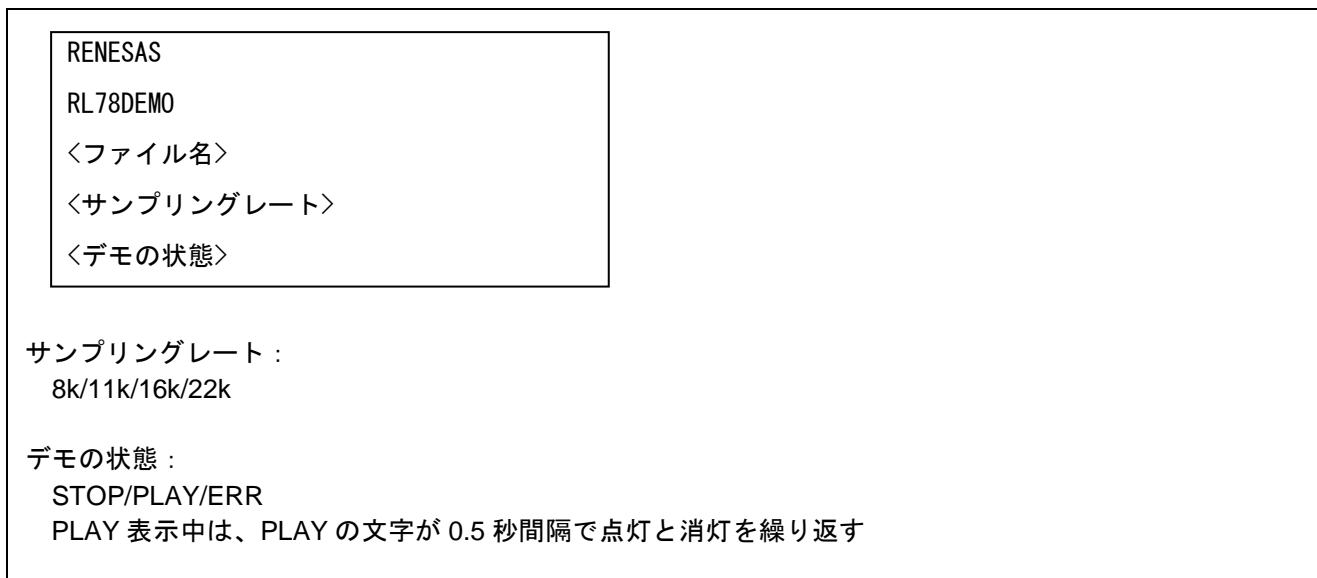 RENESAS
RL78DEMO
<ファイル名>
<サンプリングレート>
<デモの状態>
サンプリングレート：
8k/11k/16k/22k
デモの状態：
STOP/PLAY/ERR
PLAY 表示中は、PLAY の文字が 0.5 秒間隔で点灯と消灯を繰り返す